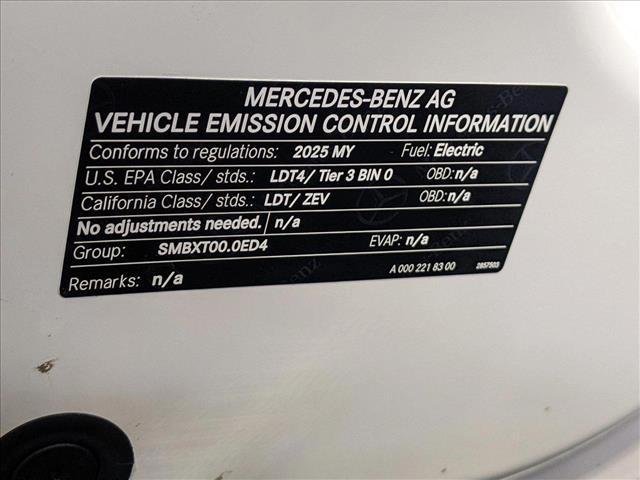 MERCEDES-BENZ AG
VEHICLE EMISSION CONTROL INFORMATION
Conforms to regulations: 2025 MY Fuel: Electric
U.S. EPA Class/ stds.: LDT4/ Tier 3 BIN 0 OBD: n/a
California Class/ stds.: LDT/ ZEV OBD: n/a
No adjustments needed. n/a
Group: SMBXT00.0ED4 EVAP: n/a
Remarks: n/a A 000 221 83 00 2857503